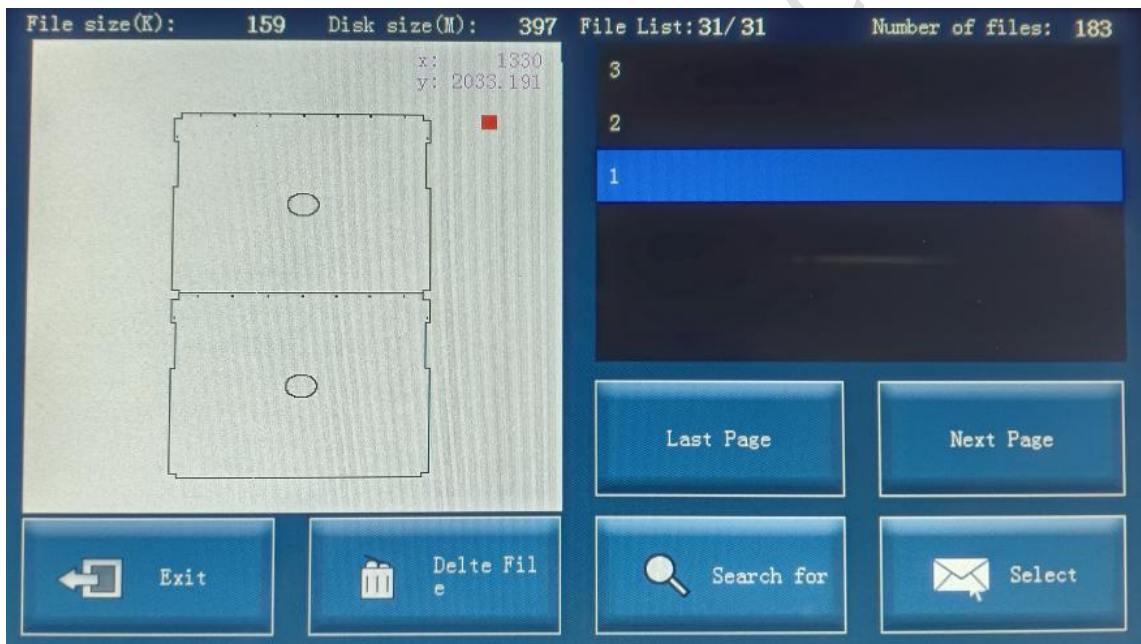 File size(K): 159 Disk size(M): 397 File List:31/31 Number of files: 183
x: 1330
y: 2033.191
3
2
1
Last Page Next Page
Exit
Delte Fil
e
Search for
Select